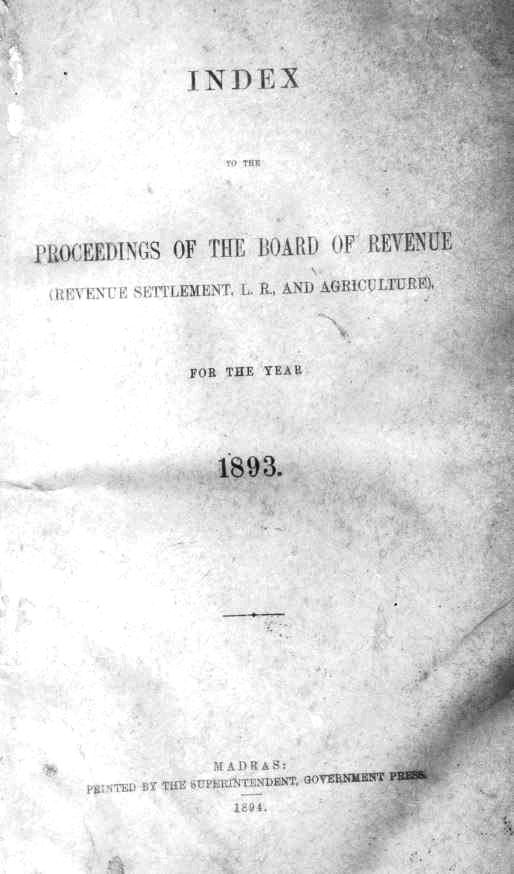 INDEX
TO THE
PROCEEDINGS OF THE BOARD OF REVENUE
(REVENUE SETTLEMENT, L. R., AND AGRICULTURE),
FOR THE YEAR
1893.
MADRAS:
PRINTED BY THE SUPERINTENDENT, GOVERNMENT PRESS.
1894.